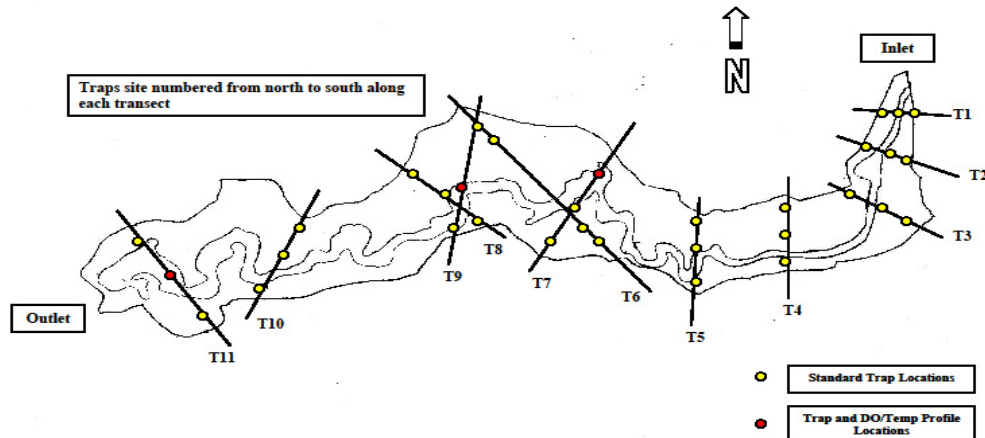 Inlet
N
Traps site numbered from north to south along
each transect
T1
T2
T3
T8
T9
T7
T6
T4
T5
T10
T11
Outlet
Standard Trap Locations
Trap and DO/Temp Profile
Locations